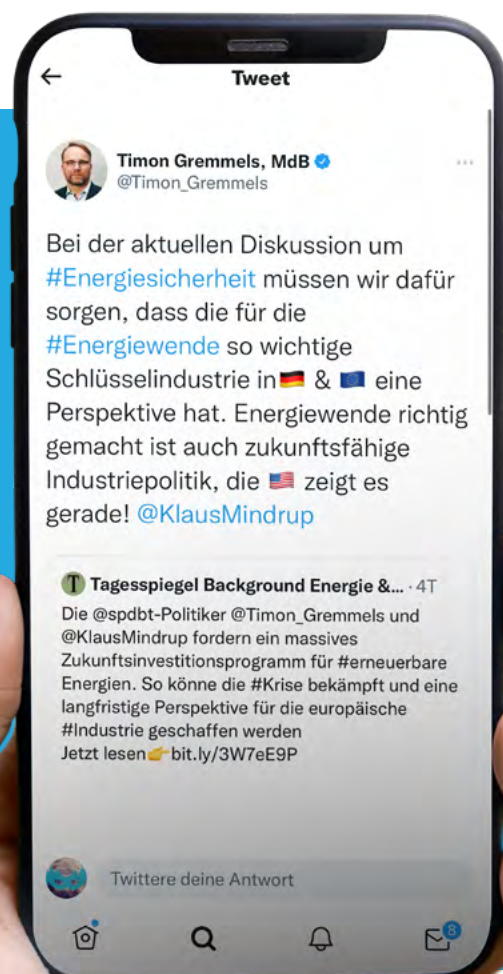 Tweet
Timon Gremmels, MdB
@Timon_Gremmels
Bei der aktuellen Diskussion um
#Energiesicherheit müssen wir dafür
sorgen, dass die für die
#Energiewende so wichtige
Schlüsselindustrie in🇩🇪 & 🇪🇺 eine
Perspektive hat. Energiewende richtig
gemacht ist auch zukunftsfähige
Industriepolitik, die 🇺🇸 zeigt es
gerade! @KlausMindrup
T Tagesspiegel Background Energie &... · 4T
Die @spdbt-Politiker @Timon_Gremmels und
@KlausMindrup fordern ein massives
Zukunftsinvestitionsprogramm für #erneuerbare
Energien. So könne die #Krise bekämpft und eine
langfristige Perspektive für die europäische
#Industrie geschaffen werden
Jetzt lesen👉bit.ly/3W7eE9P
Twittere deine Antwort
8